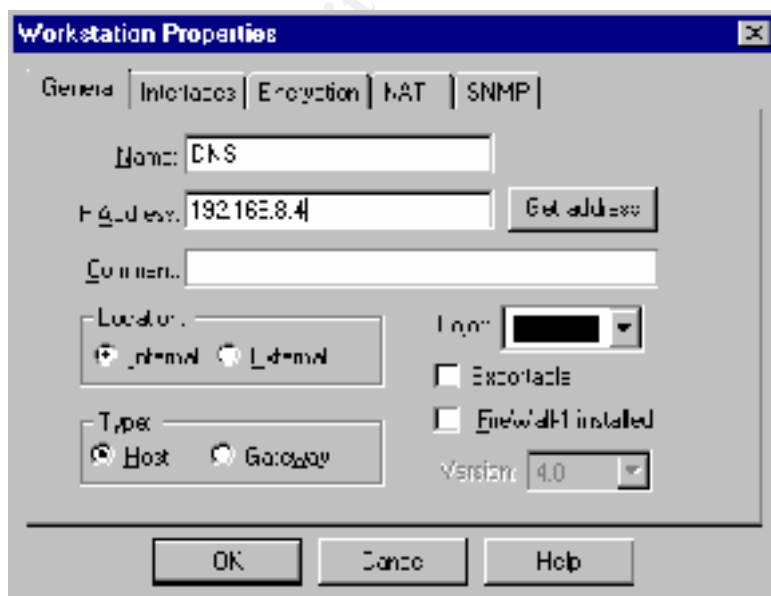 Workstation Properties
General Interfaces Encryption NAT SNMP
Name: DNS
IP Address: 192.168.8.4 Get address
Comment:
Location:
Internal External
Color:
Exportable
Type:
Host Gateway
FireWall-1 installed
Version: 4.0
OK Cancel Help